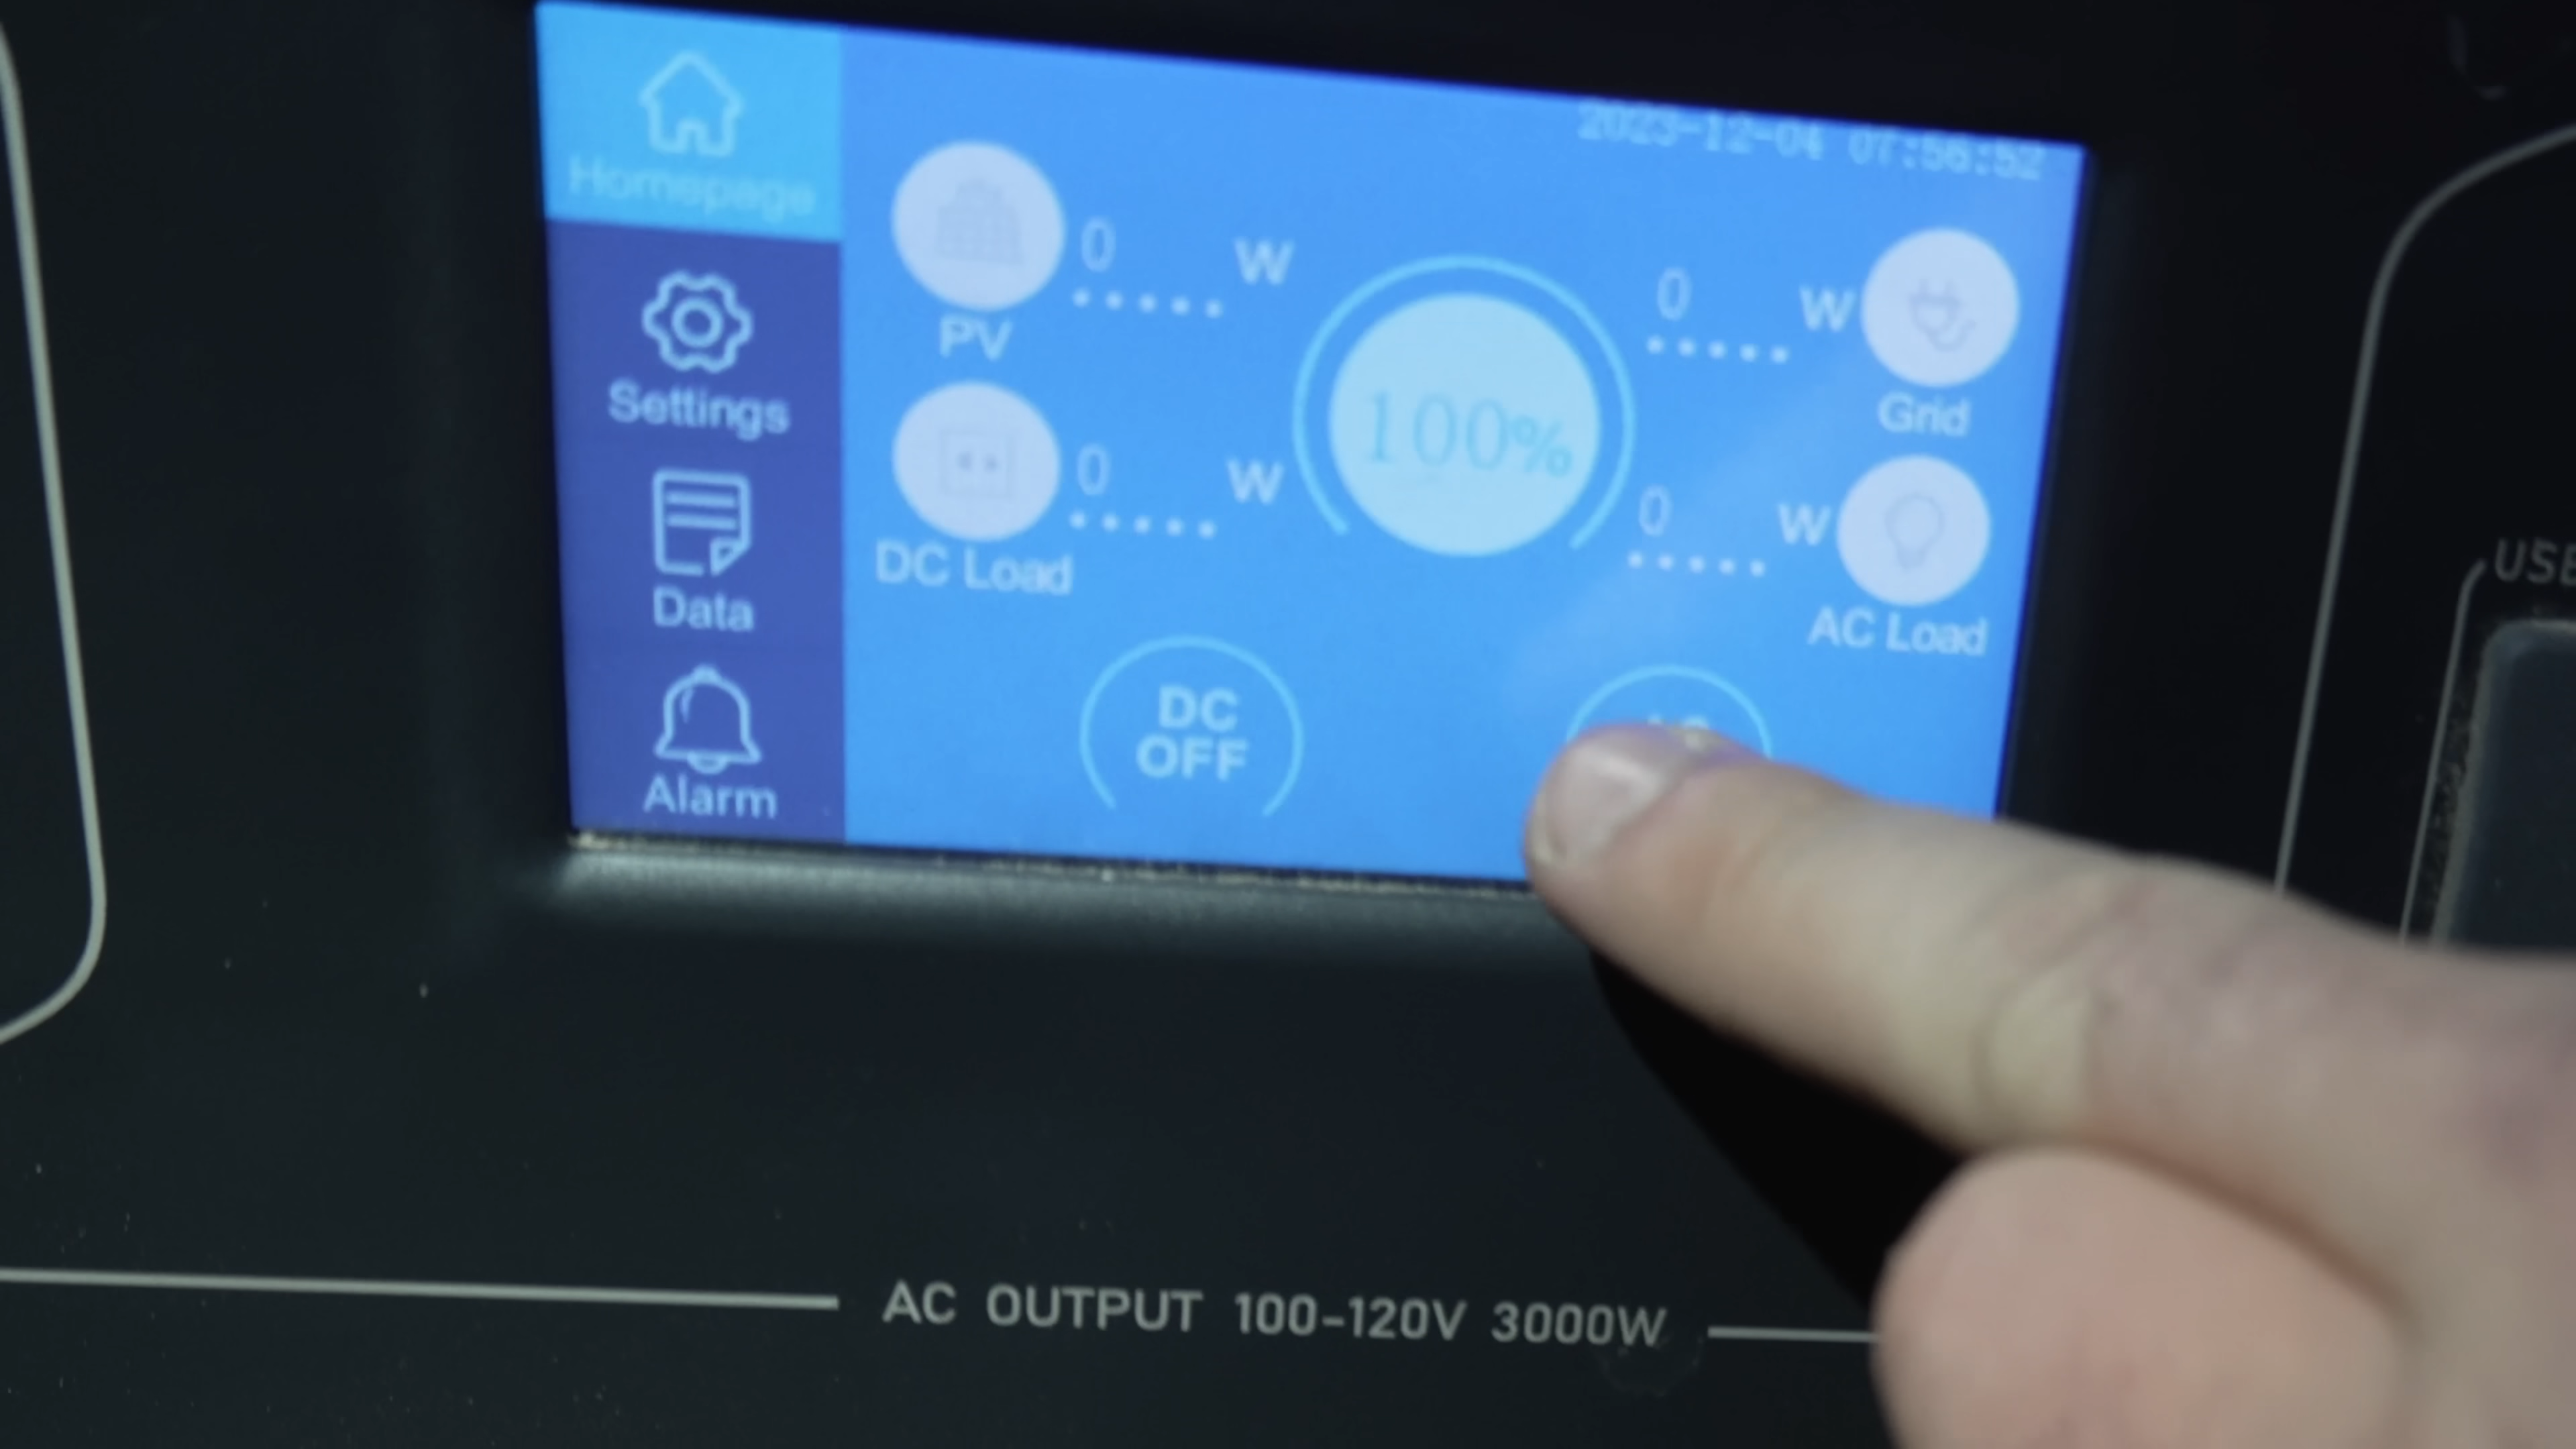 2023-12-04 07:56:52
Homepage
Settings
Data
Alarm
0 W
PV
0 W
DC Load
100%
0 W
Grid
0 W
AC Load
DC
OFF
AC OUTPUT 100-120V 3000W